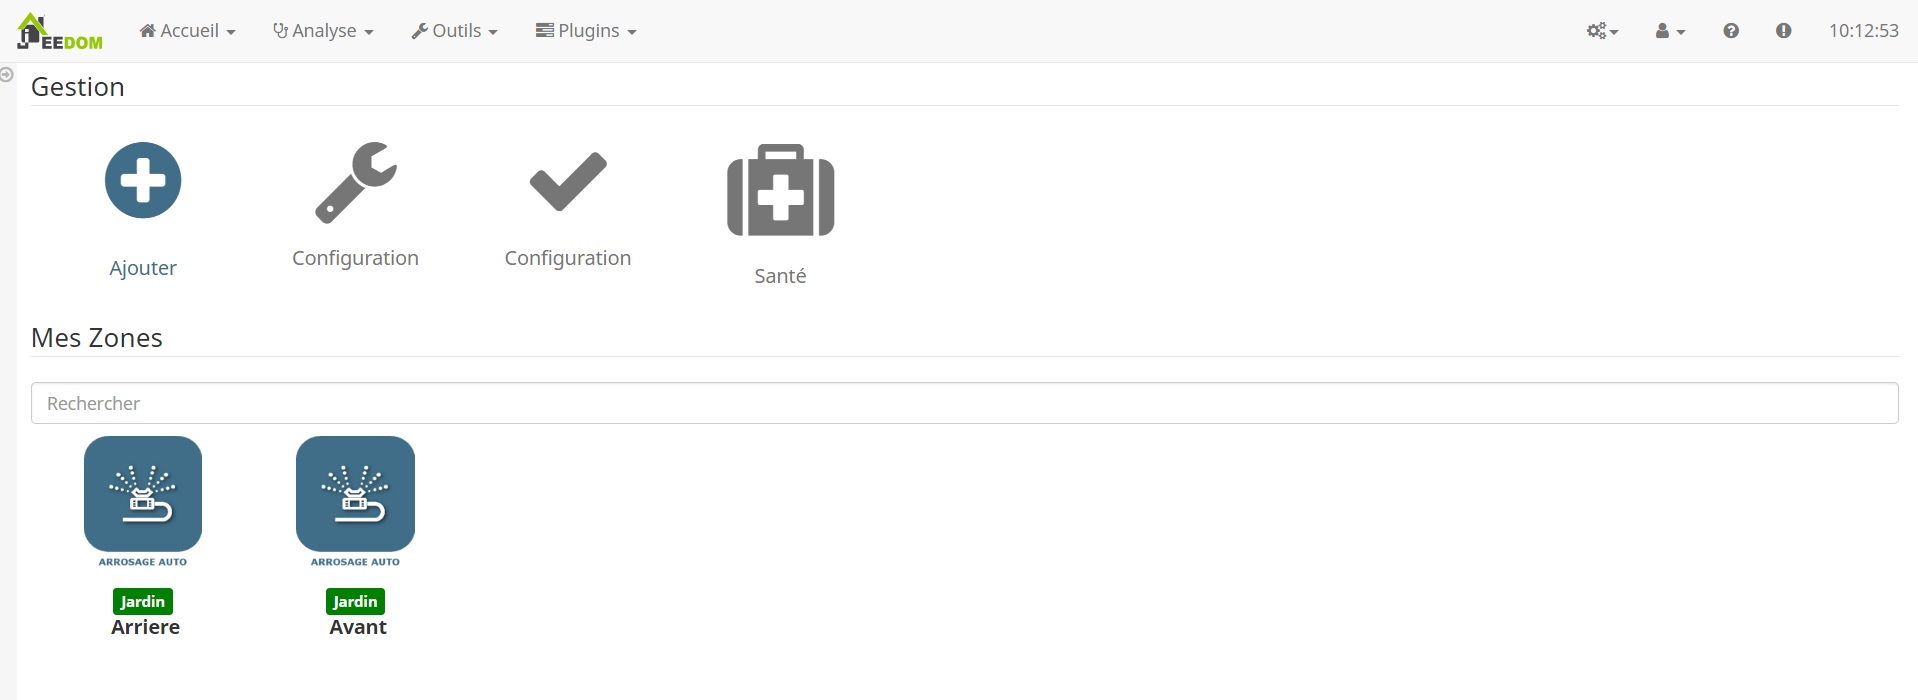 JEEDOM Accueil Analyse Outils Plugins 10:12:53
Gestion
Ajouter Configuration Configuration Santé
Mes Zones
Rechercher
ARROSAGE AUTO ARROSAGE AUTO
Jardin Jardin
Arriere Avant